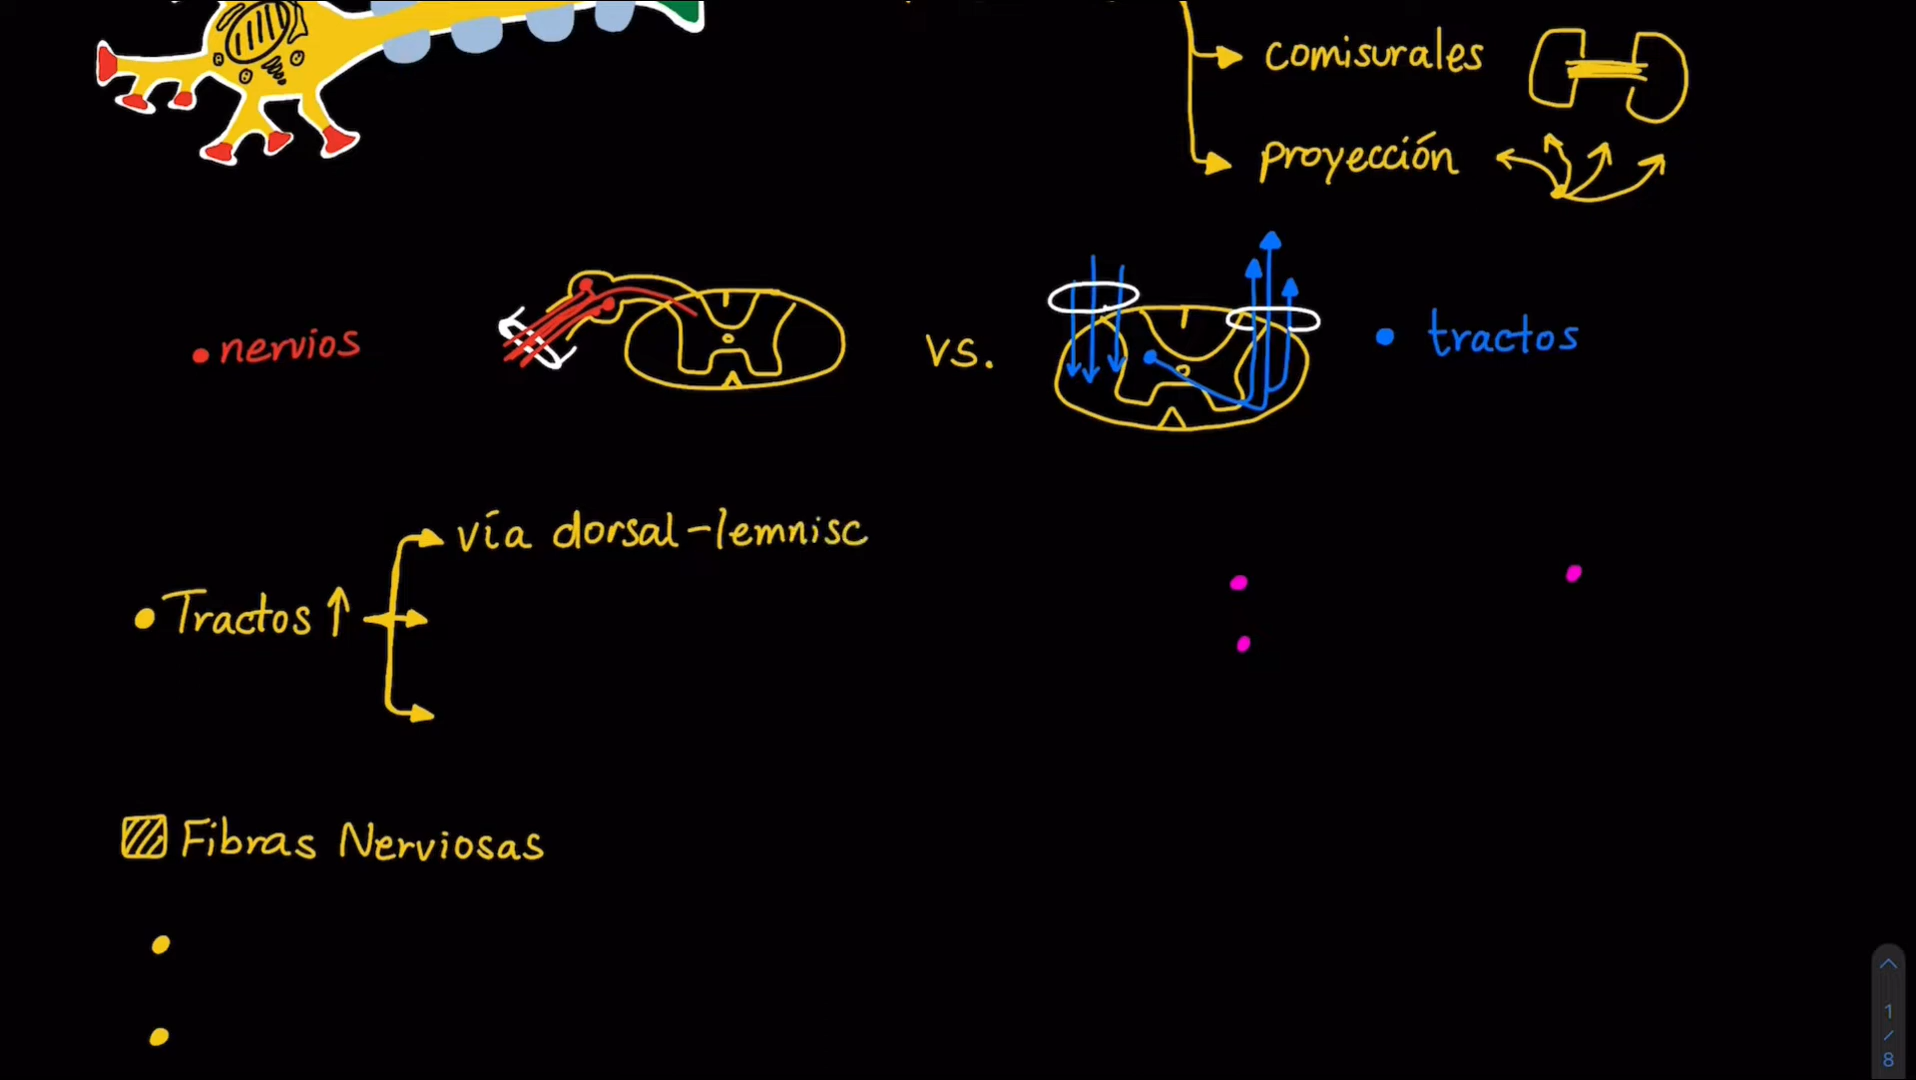 comisurales
proyección
nervios
vs.
tractos
vía dorsal-lemnisc
Tractos ↑
Fibras Nerviosas
1
/
8